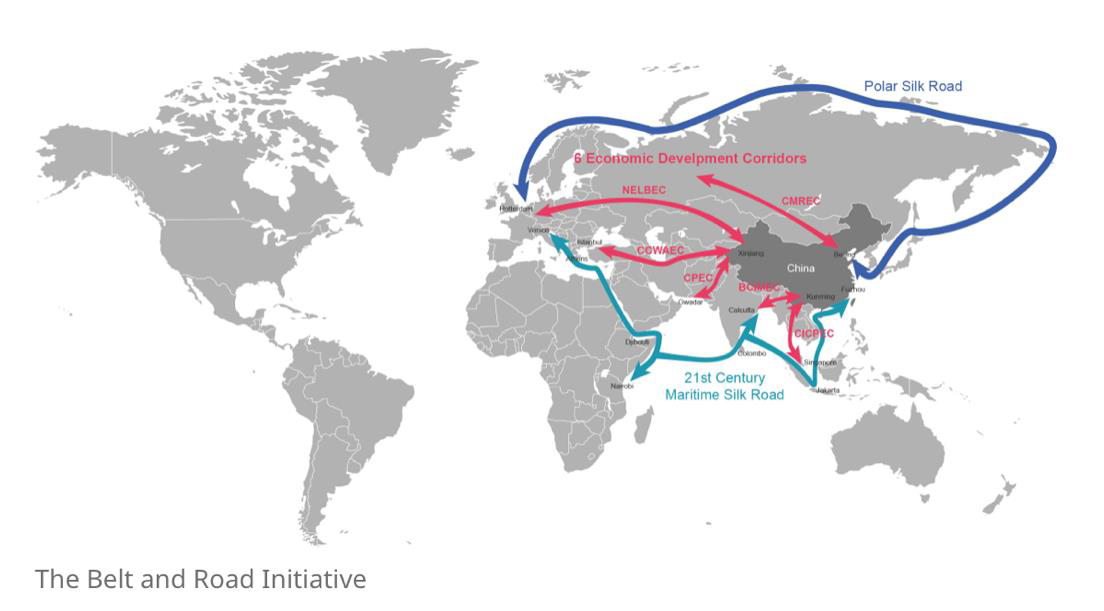 Polar Silk Road
6 Economic Develpment Corridors
NELBEC
CMREC
Rotterdam
Venice
Istanbul
Athens
CCWAEC
Xinjiang
Beijing
China
CPEC
BCIMEC
Gwadar
Kunming
Fuzhou
Calcutta
CICPEC
Djibouti
Colombo
Singapore
Nairobi
21st Century
Maritime Silk Road
Jakarta
The Belt and Road Initiative